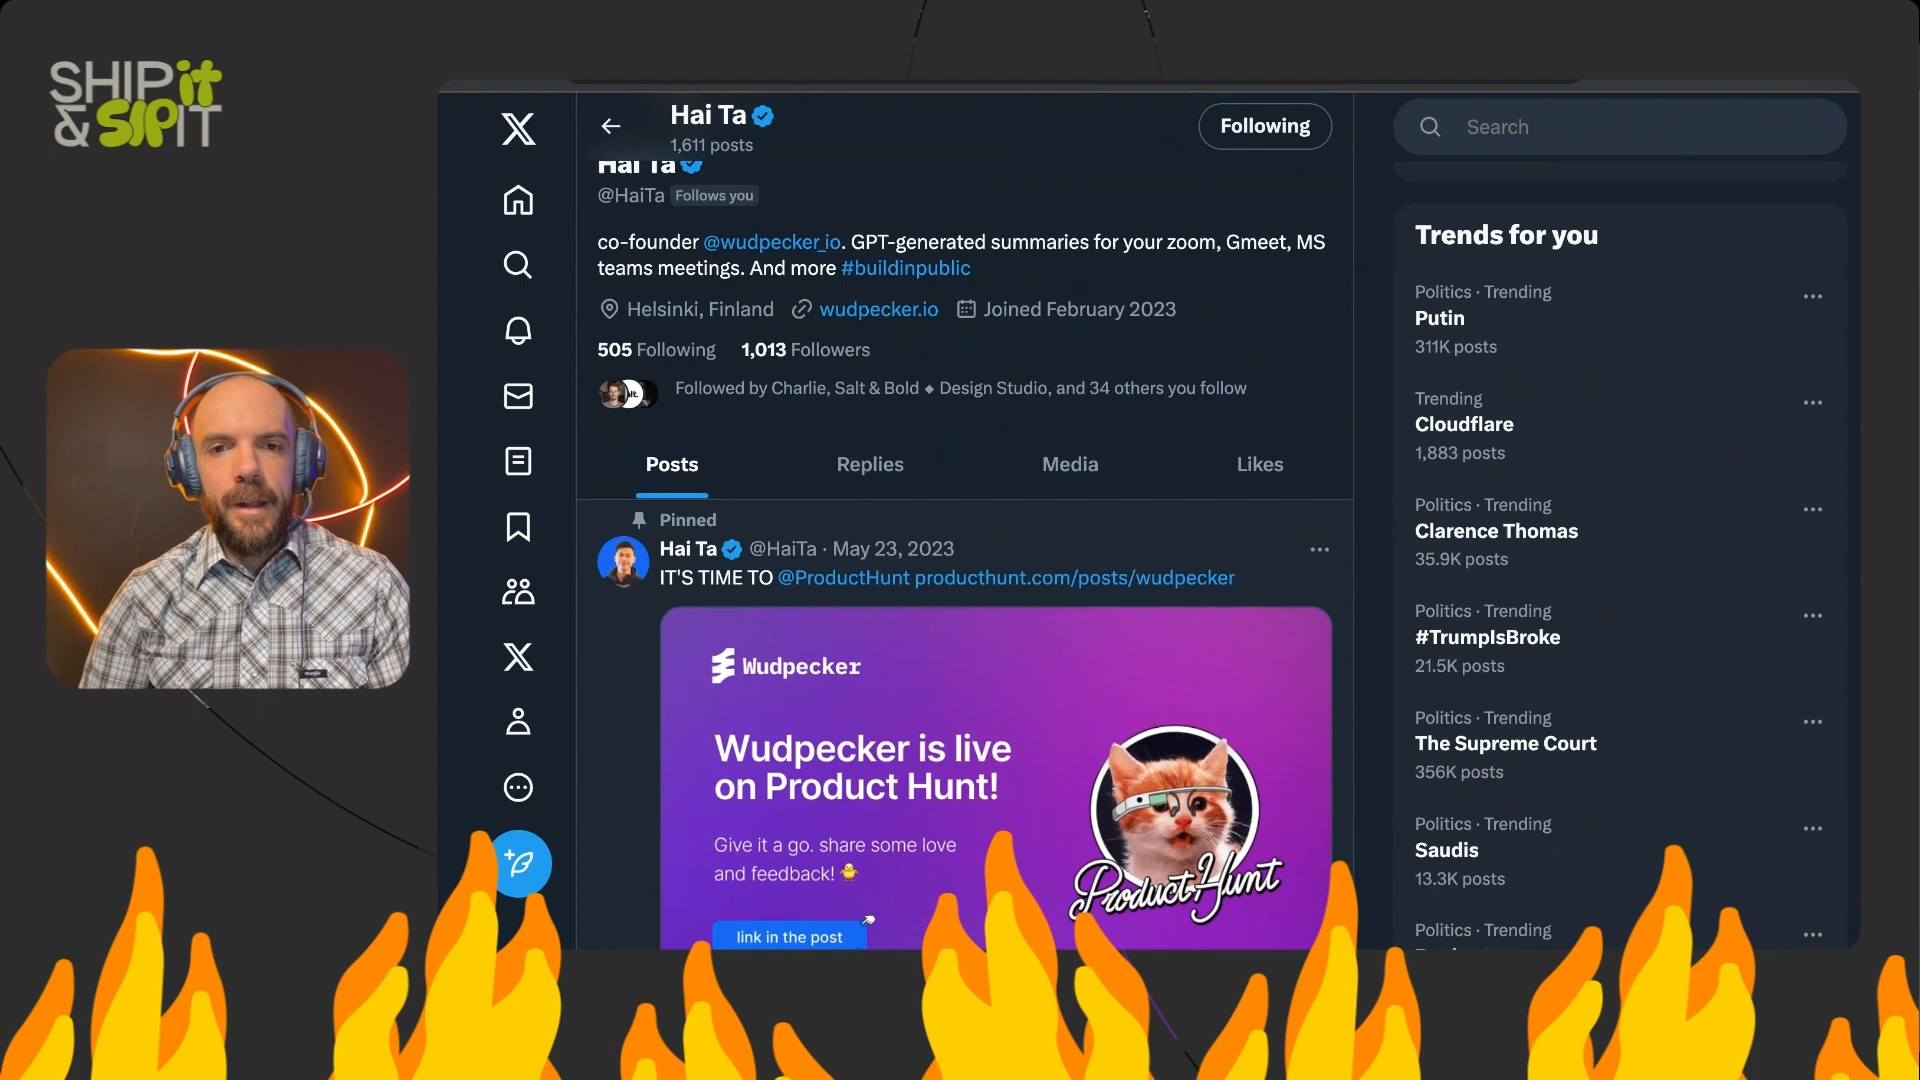 SHIP it
& SIP IT
Hai Ta
1,611 posts
Following
Hai Ta
@HaiTa Follows you
co-founder @wudpecker_io. GPT-generated summaries for your zoom, Gmeet, MS
teams meetings. And more #buildinpublic
Helsinki, Finland wudpecker.io Joined February 2023
505 Following 1,013 Followers
Followed by Charlie, Salt & Bold ⬥ Design Studio, and 34 others you follow
Posts Replies Media Likes
Pinned
Hai Ta @HaiTa · May 23, 2023
IT'S TIME TO @ProductHunt producthunt.com/posts/wudpecker
Wudpecker
Wudpecker is live
on Product Hunt!
Give it a go. share some love
and feedback! 🐥
link in the post
Product Hunt
Search
Trends for you
Politics · Trending
Putin
311K posts
Trending
Cloudflare
1,883 posts
Politics · Trending
Clarence Thomas
35.9K posts
Politics · Trending
#TrumpIsBroke
21.5K posts
Politics · Trending
The Supreme Court
356K posts
Politics · Trending
Saudis
13.3K posts
Politics · Trending